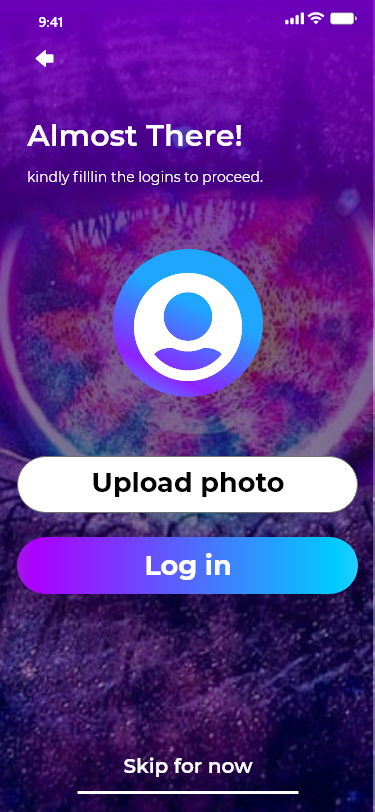 9:41
Almost There!
kindly filllin the logins to proceed.
Upload photo
Log in
Skip for now